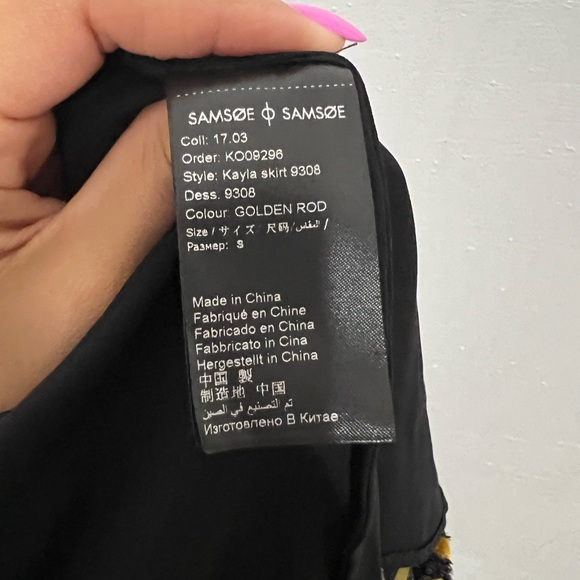 SAMSØE ϕ SAMSØE
Coll: 17.03
Order: KO09296
Style: Kayla skirt 9308
Dess: 9308
Colour: GOLDEN ROD
Size / サイズ / 尺码 / المقاس /
Размер: S
Made in China
Fabriqué en Chine
Fabricado en China
Fabbricato in Cina
Hergestellt in China
中国 製
制造地 中国
تم التصنيع في الصين
Изготовлено В Китае